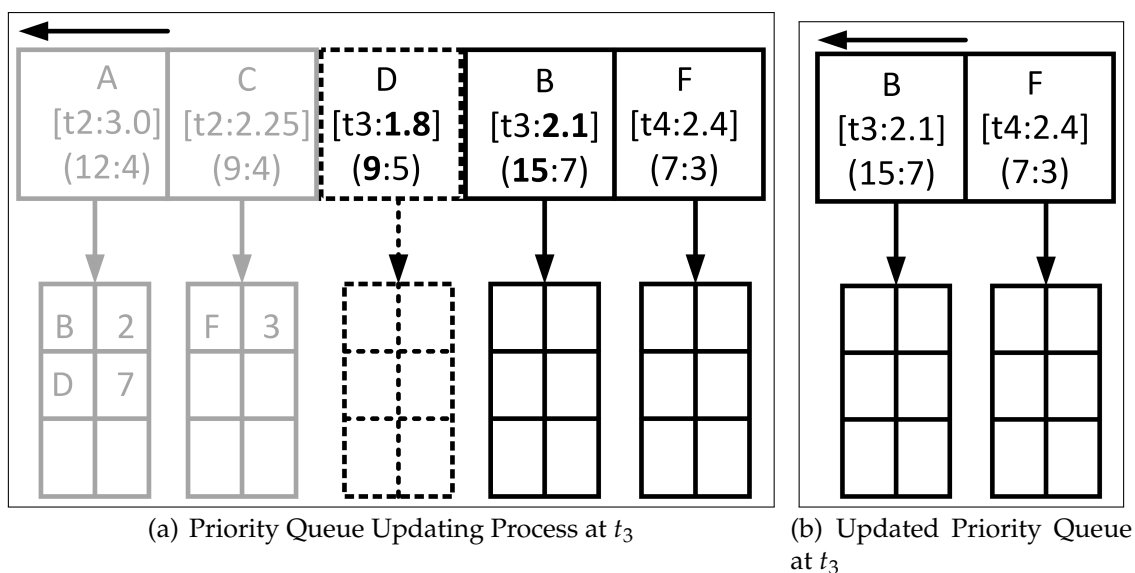 A C D B F
[t2:3.0] [t2:2.25] [t3:1.8] [t3:2.1] [t4:2.4]
(12:4) (9:4) (9:5) (15:7) (7:3)
B 2 F 3
D 7
(a) Priority Queue Updating Process at t3
B F
[t3:2.1] [t4:2.4]
(15:7) (7:3)
(b) Updated Priority Queue
at t3